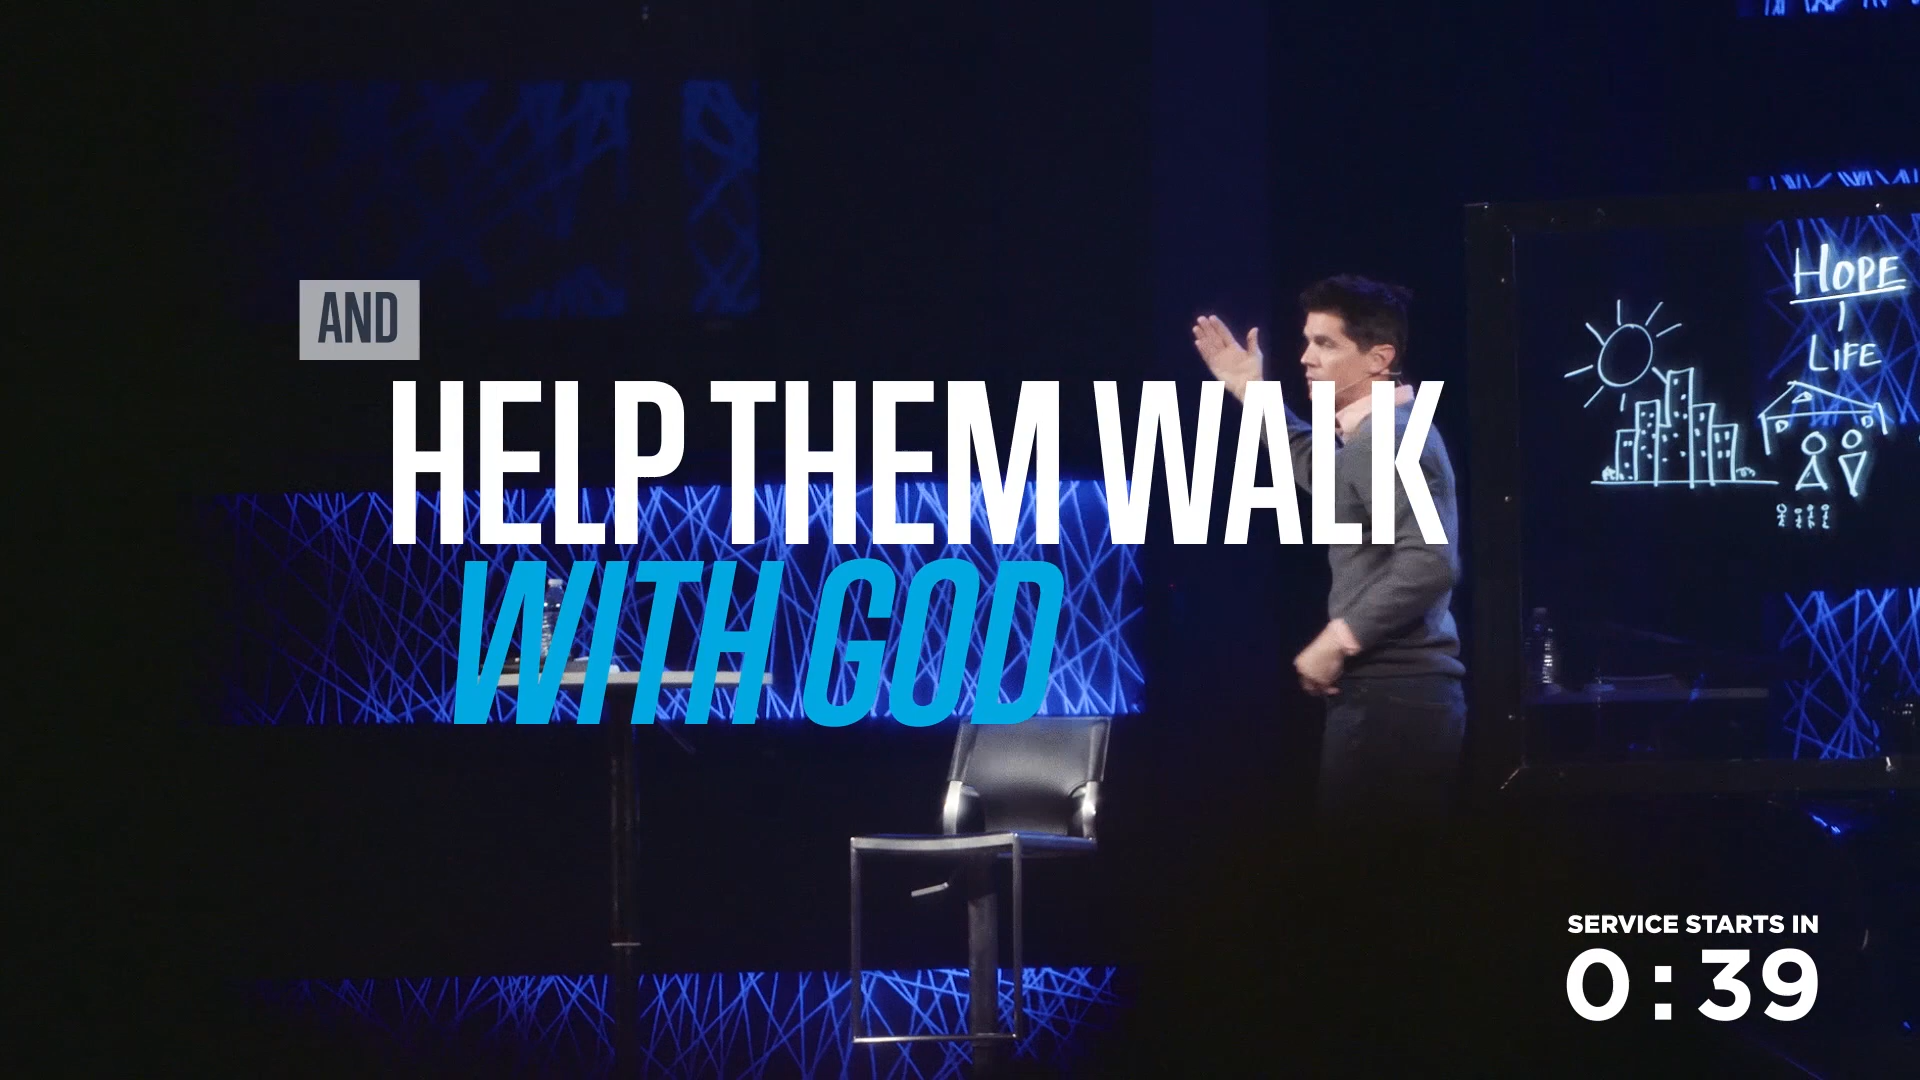 HOPE
LIFE
AND
HELP THEM WALK
WITH GOD
SERVICE STARTS IN
0:39